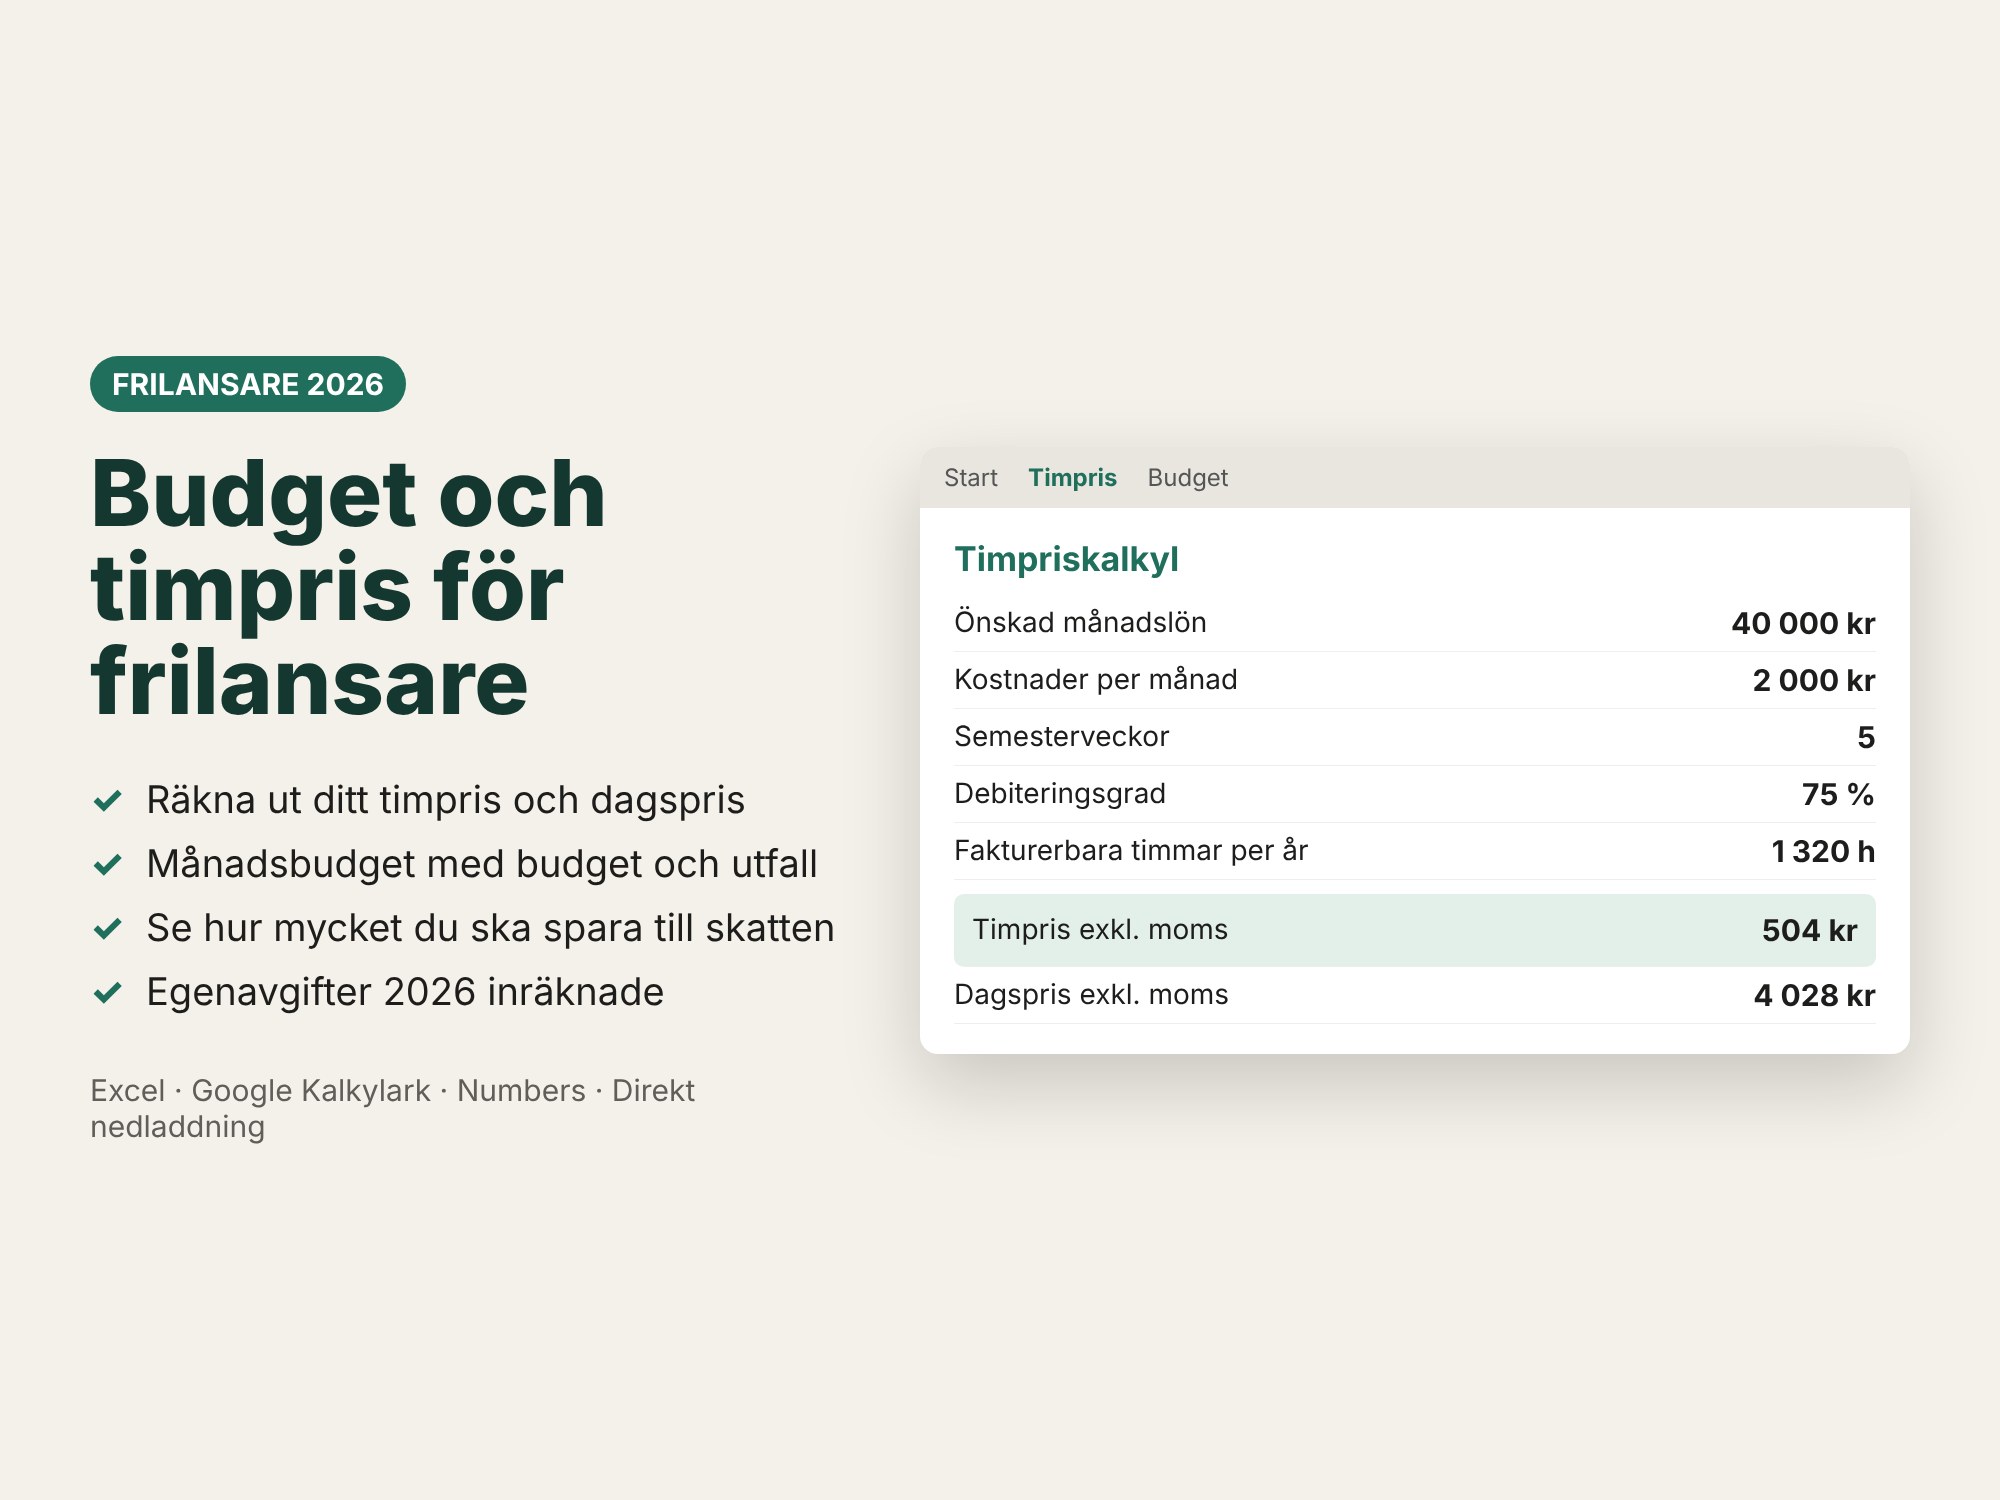 FRILANSARE 2026
Budget och
timpris för
frilansare
Räkna ut ditt timpris och dagspris
Månadsbudget med budget och utfall
Se hur mycket du ska spara till skatten
Egenavgifter 2026 inräknade
Excel · Google Kalkylark · Numbers · Direkt
nedladdning
Start Timpris Budget
Timpriskalkyl
Önskad månadslön 40 000 kr
Kostnader per månad 2 000 kr
Semesterveckor 5
Debiteringsgrad 75 %
Fakturerbara timmar per år 1 320 h
Timpris exkl. moms 504 kr
Dagspris exkl. moms 4 028 kr